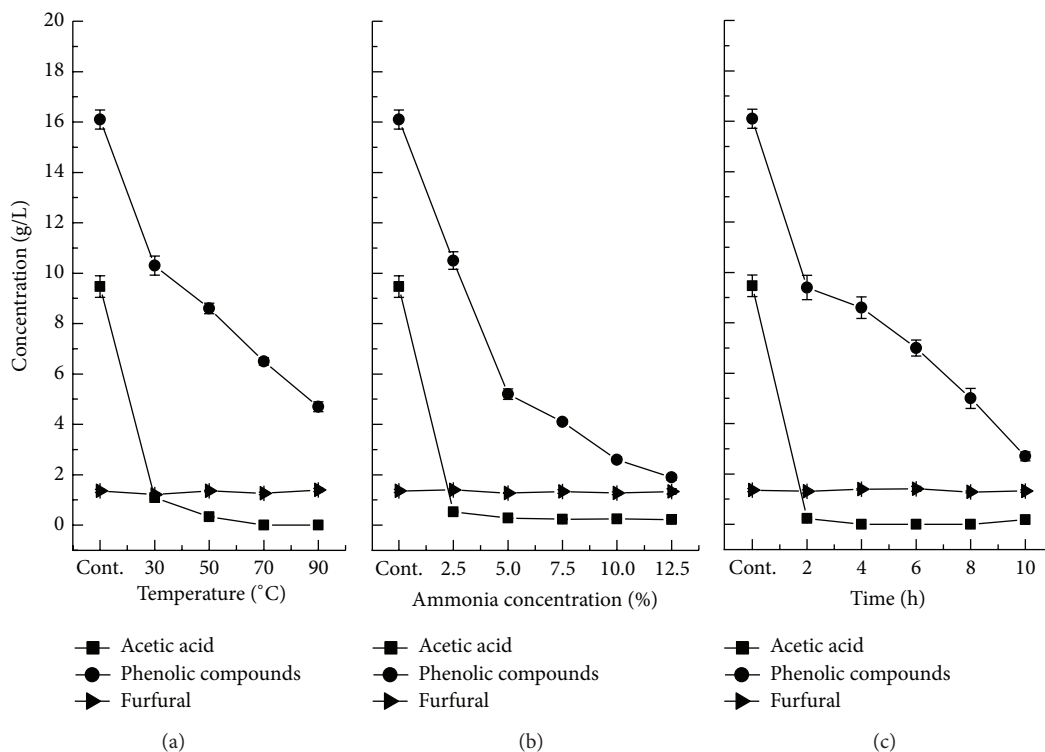 20
18
16
14
12
10
8
6
4
2
0
Concentration (g/L)
Cont. 30 50 70 90
Temperature (°C)
Cont. 2.5 5.0 7.5 10.0 12.5
Ammonia concentration (%)
Cont. 2 4 6 8 10
Time (h)
Acetic acid
Phenolic compounds
Furfural
(a)
Acetic acid
Phenolic compounds
Furfural
(b)
Acetic acid
Phenolic compounds
Furfural
(c)